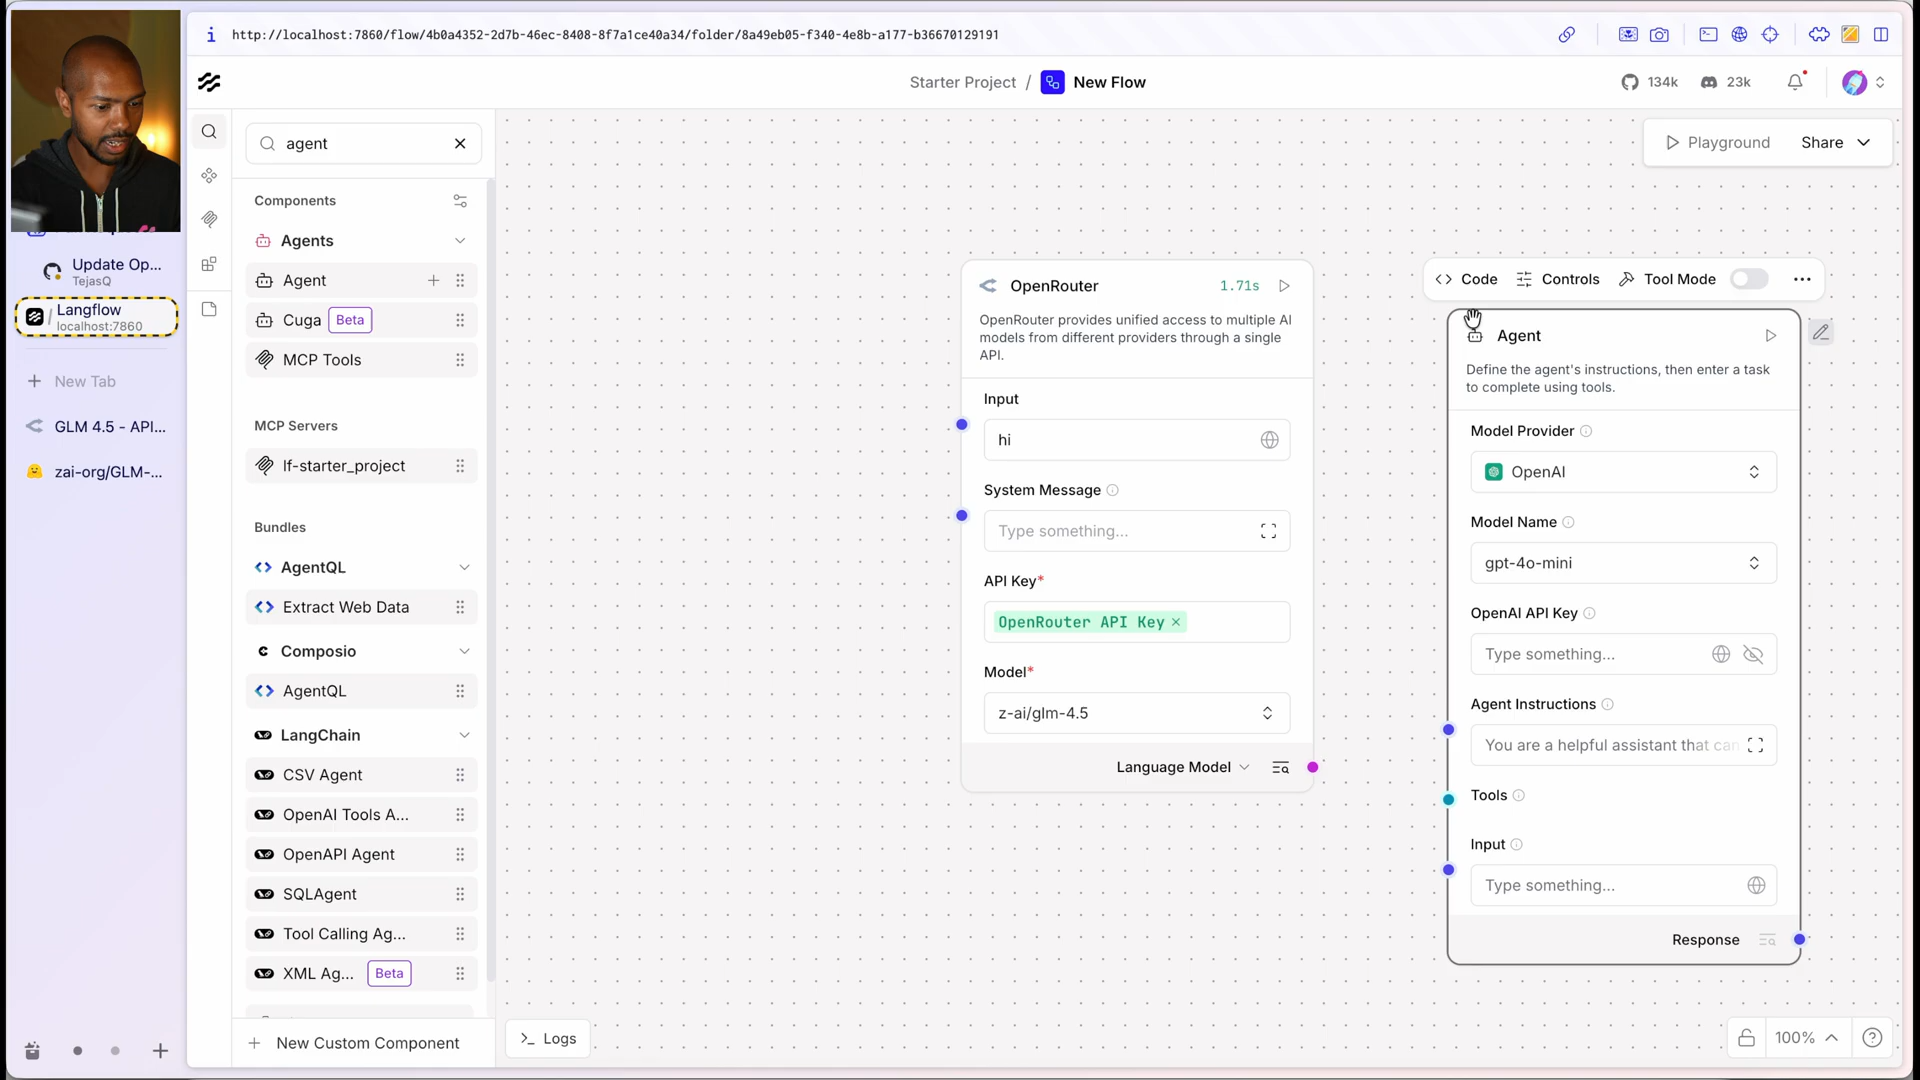 http://localhost:7860/flow/4b0a4352-2d7b-46ec-8408-8f7a1ce40a34/folder/8a49eb05-f340-4e8b-a177-b36670129191
Starter Project / New Flow
134k
23k
Playground
Share
Update Op...
TejasQ
/ Langflow
localhost:7860
New Tab
GLM 4.5 - API...
zai-org/GLM-...
agent
Components
Agents
Agent
Cuga Beta
MCP Tools
MCP Servers
lf-starter_project
Bundles
AgentQL
Extract Web Data
Composio
AgentQL
LangChain
CSV Agent
OpenAI Tools A...
OpenAPI Agent
SQLAgent
Tool Calling Ag...
XML Ag... Beta
New Custom Component
OpenRouter
1.71s
OpenRouter provides unified access to multiple AI
models from different providers through a single
API.
Input
hi
System Message
Type something...
API Key*
OpenRouter API Key ×
Model*
z-ai/glm-4.5
Language Model
Code
Controls
Tool Mode
Agent
Define the agent's instructions, then enter a task
to complete using tools.
Model Provider
OpenAI
Model Name
gpt-4o-mini
OpenAI API Key
Type something...
Agent Instructions
You are a helpful assistant that can
Tools
Input
Type something...
Response
>_ Logs
100%